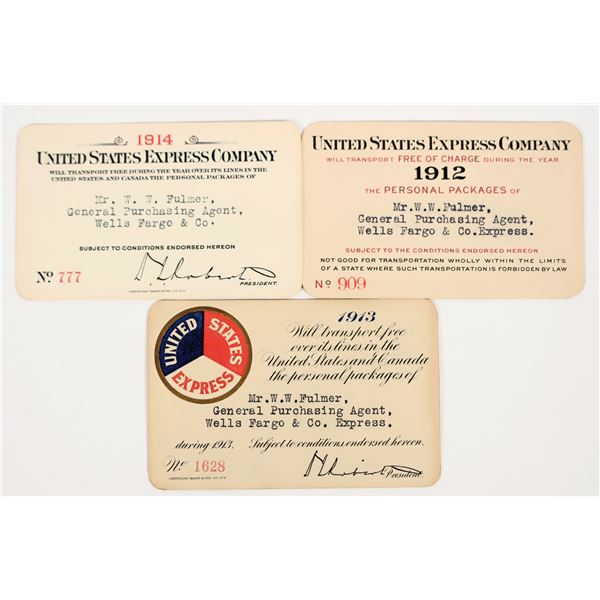 1914
UNITED STATES EXPRESS COMPANY
WILL TRANSPORT FREE DURING THE YEAR OVER ITS LINES IN THE
UNITED STATES AND CANADA THE PERSONAL PACKAGES OF
Mr. W. W. Fulmer,
General Purchasing Agent,
Wells Fargo & Co.
SUBJECT TO CONDITIONS ENDORSED HEREON
No 777
PRESIDENT.
UNITED STATES EXPRESS COMPANY
WILL TRANSPORT FREE OF CHARGE DURING THE YEAR
1912
THE PERSONAL PACKAGES OF
Mr.W.W.Fulmer,
General Purchasing Agent,
Wells Fargo & Co.Express.
SUBJECT TO THE CONDITIONS ENDORSED HEREON
NOT GOOD FOR TRANSPORTATION WHOLLY WITHIN THE LIMITS
OF A STATE WHERE SUCH TRANSPORTATION IS FORBIDDEN BY LAW
No 909
UNITED STATES EXPRESS
1913
Will transport free
over its lines in the
United States and Canada
the personal packages of
Mr.W.W.Fulmer,
General Purchasing Agent,
Wells Fargo & Co. Express.
during 1913. Subject to conditions endorsed hereon.
No 1628
President.